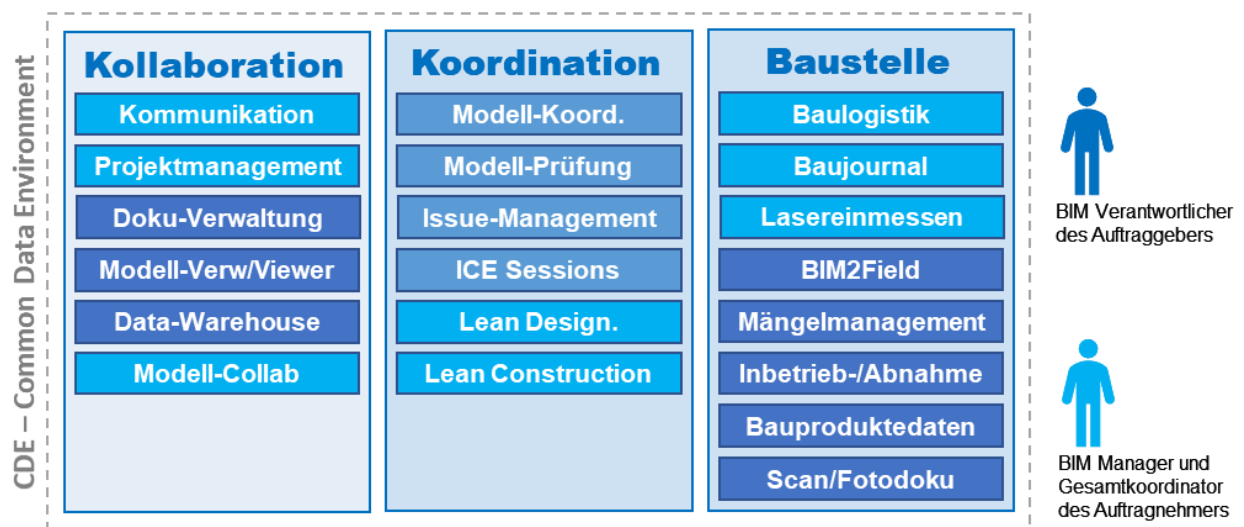 CDE – Common Data Environment
Kollaboration
Kommunikation
Projektmanagement
Doku-Verwaltung
Modell-Verw/Viewer
Data-Warehouse
Modell-Collab
Koordination
Modell-Koord.
Modell-Prüfung
Issue-Management
ICE Sessions
Lean Design.
Lean Construction
Baustelle
Baulogistik
Baujournal
Lasereinmessen
BIM2Field
Mängelmanagement
Inbetrieb-/Abnahme
Bauproduktedaten
Scan/Fotodoku
BIM Verantwortlicher
des Auftraggebers
BIM Manager und
Gesamtkoordinator
des Auftragnehmers